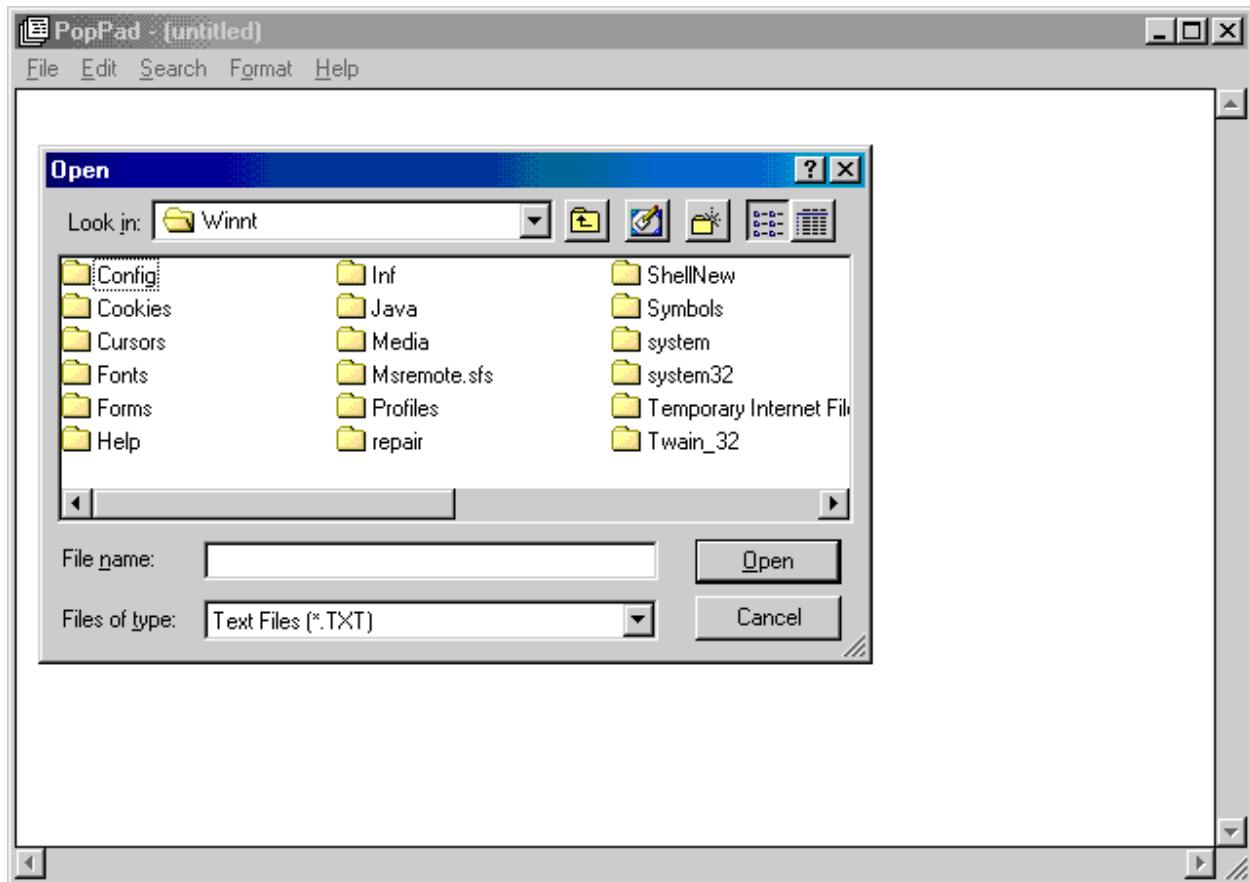 PopPad - (untitled)
File Edit Search Format Help
Open
Look in: Winnt
Config Inf ShellNew
Cookies Java Symbols
Cursors Media system
Fonts Msremote.sfs system32
Forms Profiles Temporary Internet Fil
Help repair Twain_32
File name: Open
Files of type: Text Files (*.TXT) Cancel